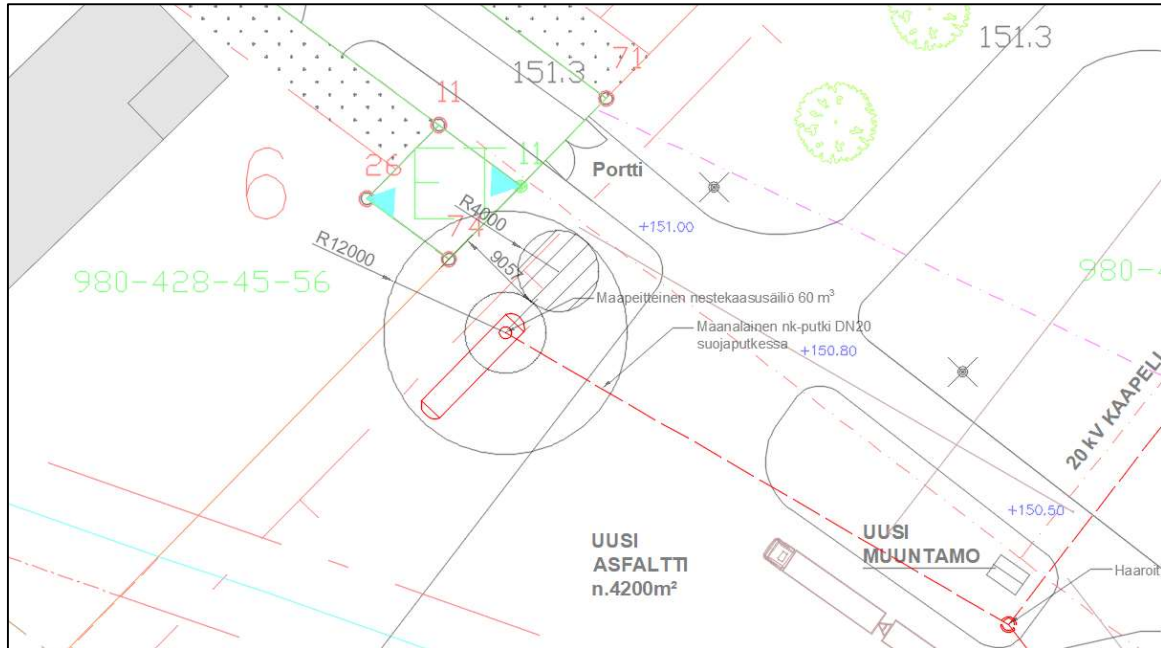 151.3
71
151.3
11
11
Portti
26
ET
6
74
R4000
+151.00
R12000
9057
980-428-45-56
980-4
Maapeitteinen nestekaasusäiliö 60 m³
Maanalainen nk-putki DN20
suojaputkessa
+150.80
20 kV KAAPELI
+150.50
UUSI
ASFALTTI
n.4200m²
UUSI
MUUNTAMO
Haaroit